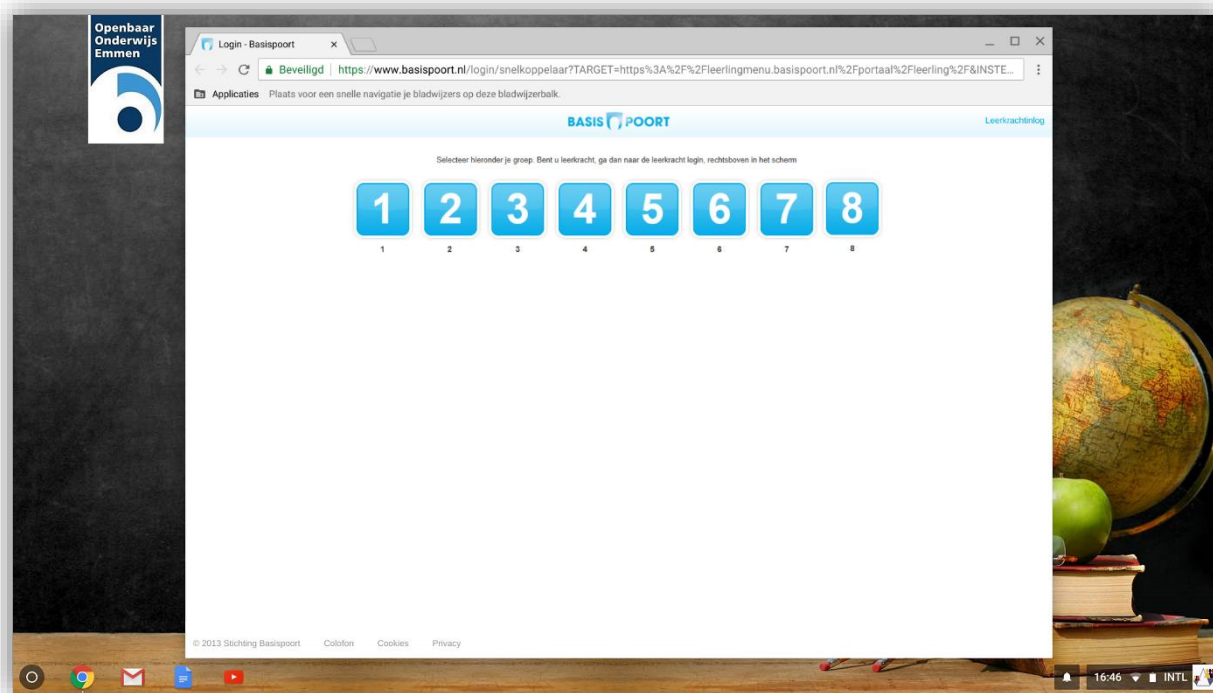 Openbaar
Onderwijs
Emmen
Login - Basispoort
Beveiligd | https://www.basispoort.nl/login/snelkoppelaar?TARGET=https%3A%2F%2Fleerlingmenu.basispoort.nl%2Fportaal%2Fleerling%2F&INSTE...
Applicaties Plaats voor een snelle navigatie je bladwijzers op deze bladwijzerbalk.
BASIS POORT
Leerkrachtinlog
Selecteer hieronder je groep. Bent u leerkracht, ga dan naar de leerkracht login, rechtsboven in het scherm
1 2 3 4 5 6 7 8
1 2 3 4 5 6 7 8
© 2013 Stichting Basispoort Colofon Cookies Privacy
16:46 INTL